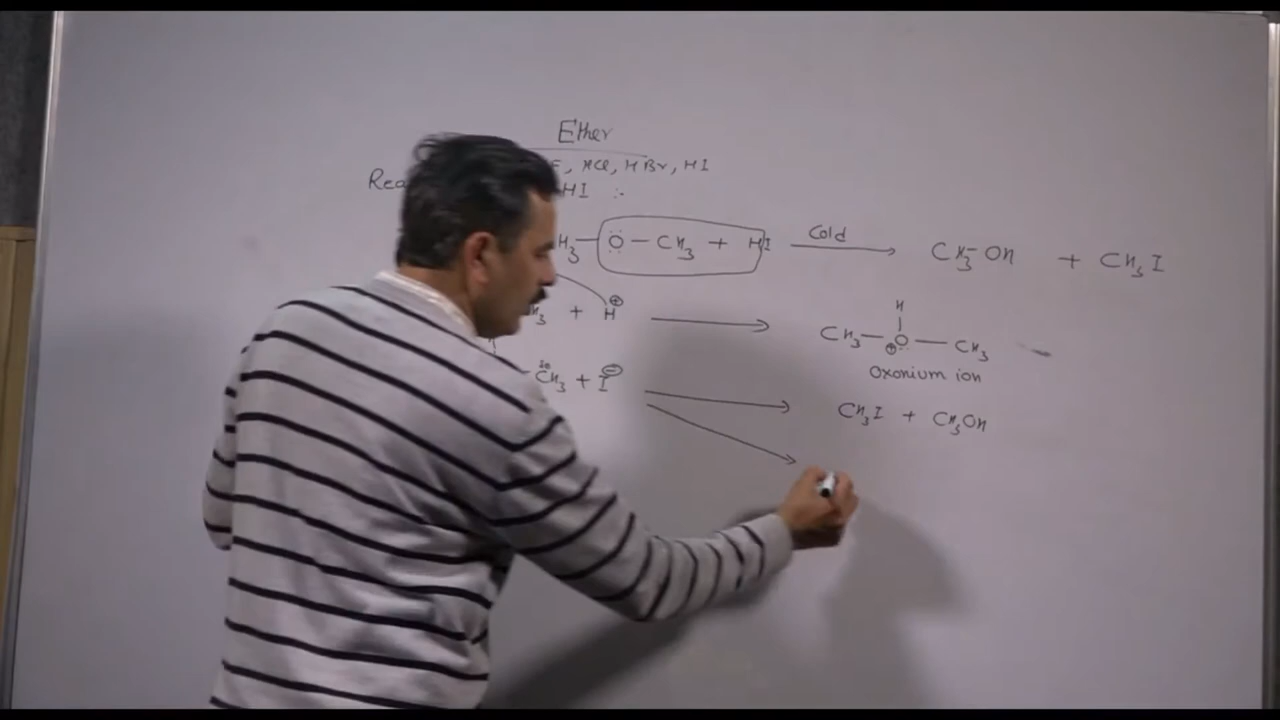 Ether
HCl, HBr, HI
HI :-
H₃—Ö—CH₃ + HI Cold → CH₃-OH + CH₃I
H₃ + H⊕ → CH₃—O⊕(H)—CH₃
Oxonium ion
CH₃ + I⊖ → CH₃I + CH₃OH